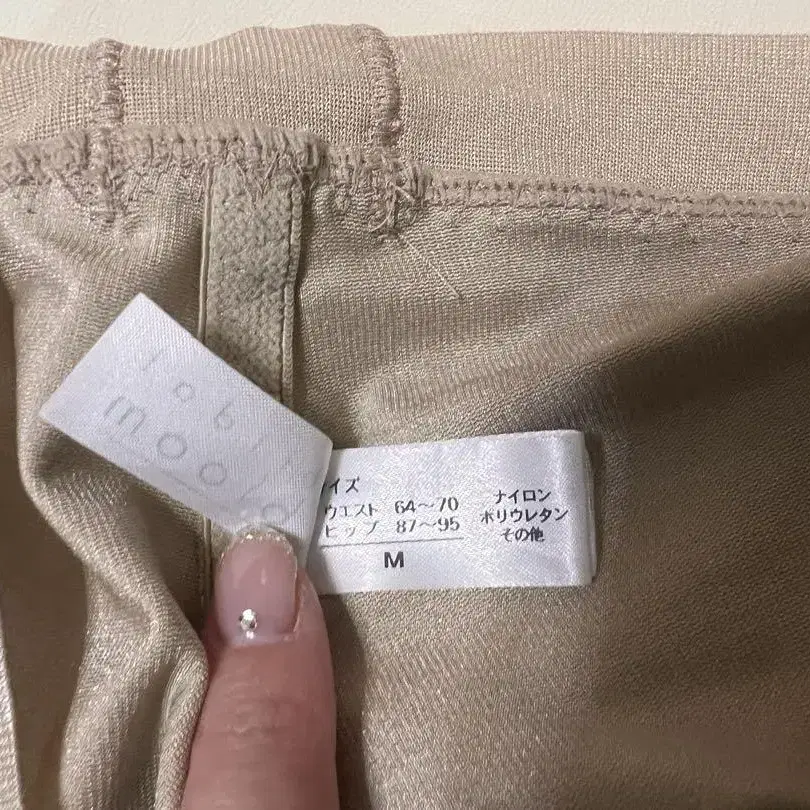 イズ
ウエスト 64～70
ヒップ 87～95
M
ナイロン
ポリウレタン
その他